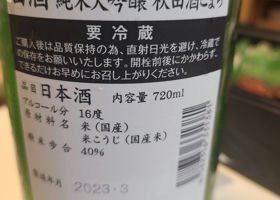 酒 純米大吟醸 秋田酒こまち
要冷蔵
ご購入後は品質保持の為、直射日光を避け、冷蔵で
の保存をお願いいたします。開栓前後にかかわらず、
できるだけお早めにお召し上がりください。
品目 日本酒 内容量 720ml
アルコール分 16度
原材料名 米(国産)
米こうじ(国産米)
精米歩合 40%
製造年月 2023・3